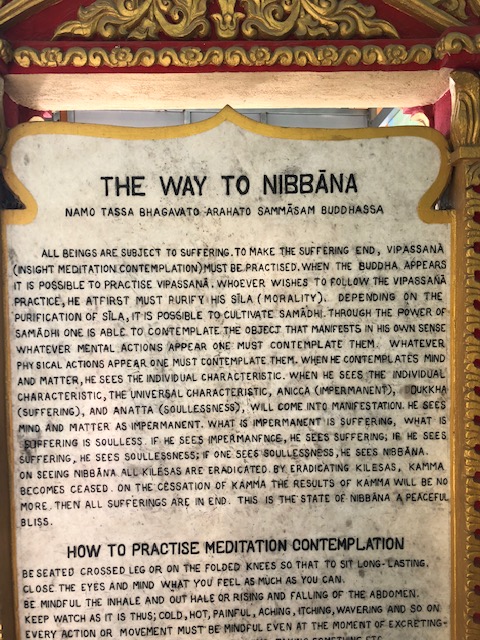 THE WAY TO NIBBĀNA
NAMO TASSA BHAGAVATO ARAHATO SAMMĀSAM BUDDHASSA
ALL BEINGS ARE SUBJECT TO SUFFERING. TO MAKE THE SUFFERING END, VIPASSANĀ
(INSIGHT MEDITATION CONTEMPLATION) MUST BE PRACTISED. WHEN THE BUDDHA APPEARS
IT IS POSSIBLE TO PRACTISE VIPASSANĀ. WHOEVER WISHES TO FOLLOW THE VIPASSANĀ
PRACTICE, HE ATFIRST MUST PURIFY HIS SĪLA (MORALITY). DEPENDING ON THE
PURIFICATION OF SĪLA, IT IS POSSIBLE TO CULTIVATE SAMĀDHI. THROUGH THE POWER OF
SAMĀDHI ONE IS ABLE TO CONTEMPLATE THE OBJECT THAT MANIFESTS IN HIS OWN SENSE
WHATEVER MENTAL ACTIONS APPEAR ONE MUST CONTEMPLATE THEM. WHATEVER
PHYSICAL ACTIONS APPEAR ONE MUST CONTEMPLATE THEM. WHEN HE CONTEMPLATES MIND
AND MATTER, HE SEES THE INDIVIDUAL CHARACTERISTIC. WHEN HE SEES THE INDIVIDUAL
CHARACTERISTIC, THE UNIVERSAL CHARACTERISTIC, ANICCA (IMPERMANENT), DUKKHA
(SUFFERING), AND ANATTA (SOULLESSNESS), WILL COME INTO MANIFESTATION. HE SEES
MIND AND MATTER AS IMPERMANENT. WHAT IS IMPERMANENT IS SUFFERING, WHAT IS
SUFFERING IS SOULLESS. IF HE SEES IMPERMANFNCE, HE SEES SUFFERING; IF HE SEES
SUFFERING, HE SEES SOULLESSNESS; IF ONE SEES SOULLESSNESS, HE SEES NIBBĀNA.
ON SEEING NIBBĀNA ALL KILESAS ARE ERADICATED. BY ERADICATING KILESAS, KAMMA
BECOMES CEASED. ON THE CESSATION OF KAMMA THE RESULTS OF KAMMA WILL BE NO
MORE. THEN ALL SUFFERINGS ARE IN END. THIS IS THE STATE OF NIBBĀNA A PEACEFUL
BLISS.
HOW TO PRACTISE MEDITATION CONTEMPLATION
BE SEATED CROSSED LEG OR ON THE FOLDED KNEES SO THAT TO SIT LONG-LASTING.
CLOSE THE EYES AND MIND WHAT YOU FEEL AS MUCH AS YOU CAN.
BE MINDFUL THE INHALE AND OUT HALE OR RISING AND FALLING OF THE ABDOMEN.
KEEP WATCH AS IT IS THUS; COLD, HOT, PAINFUL, ACHING, ITCHING, WAVERING AND SO ON
EVERY ACTION OR MOVEMENT MUST BE MINDFUL EVEN AT THE MOMENT OF EXCRETING-